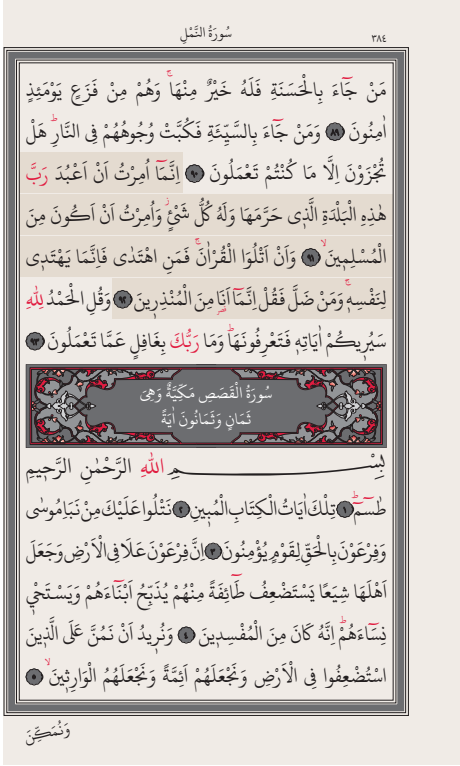 سُورَةُ النَّمْلِ
٣٨٤
مَنْ جَٓاءَ بِالْحَسَنَةِ فَلَهُ خَيْرٌ مِنْهَاۚ وَهُمْ مِنْ فَزَعٍ يَوْمَئِذٍ
اٰمِنُونَ ﴿٨٩﴾ وَمَنْ جَٓاءَ بِالسَّيِّئَةِ فَكُبَّتْ وُجُوهُهُمْ فِي النَّارِۜ هَلْ
تُجْزَوْنَ اِلَّا مَا كُنْتُمْ تَعْمَلُونَ ﴿٩٠﴾ اِنَّمَٓا اُمِرْتُ اَنْ اَعْبُدَ رَبَّ
هٰذِهِ الْبَلْدَةِ الَّذ۪ي حَرَّمَهَا وَلَهُ كُلُّ شَيْءٍۘ وَاُمِرْتُ اَنْ اَكُونَ مِنَ
الْمُسْلِم۪ينَۙ ﴿٩١﴾ وَاَنْ اَتْلُوَا الْقُرْاٰنَۚ فَمَنِ اهْتَدٰى فَاِنَّمَا يَهْتَد۪ي
لِنَفْسِه۪ۚ وَمَنْ ضَلَّ فَقُلْ اِنَّمَٓا اَنَا۬ مِنَ الْمُنْذِر۪ينَ ﴿٩٢﴾ وَقُلِ الْحَمْدُ لِلّٰهِ
سَيُر۪يكُمْ اٰيَاتِه۪ فَتَعْرِفُونَهَاۜ وَمَا رَبُّكَ بِغَافِلٍ عَمَّا تَعْمَلُونَ ﴿٩٣﴾
سُورَةُ الْقَصَصِ مَكِّيَّةٌ وَهِيَ
ثَمَانٍ وَثَمَانُونَ اٰيَةً
بِسْمِ اللّٰهِ الرَّحْمٰنِ الرَّح۪يمِ
طٰسٓمٓ ﴿١﴾ تِلْكَ اٰيَاتُ الْكِتَابِ الْمُب۪ينِ ﴿٢﴾ نَتْلُوا عَلَيْكَ مِنْ نَبَاِ مُوسٰى
وَفِرْعَوْنَ بِالْحَقِّ لِقَوْمٍ يُؤْمِنُونَ ﴿٣﴾ اِنَّ فِرْعَوْنَ عَلَا فِي الْاَرْضِ وَجَعَلَ
اَهْلَهَا شِيَعًا يَسْتَضْعِفُ طَٓائِفَةً مِنْهُمْ يُذَبِّحُ اَبْنَٓاءَهُمْ وَيَسْتَحْي۪
نِسَٓاءَهُمْۜ اِنَّهُ كَانَ مِنَ الْمُفْسِد۪ينَ ﴿٤﴾ وَنُر۪يدُ اَنْ نَمُنَّ عَلَى الَّذ۪ينَ
اسْتُضْعِفُوا فِي الْاَرْضِ وَنَجْعَلَهُمْ اَئِمَّةً وَنَجْعَلَهُمُ الْوَارِث۪ينَۙ ﴿٥﴾
وَنُمَكِّنَ